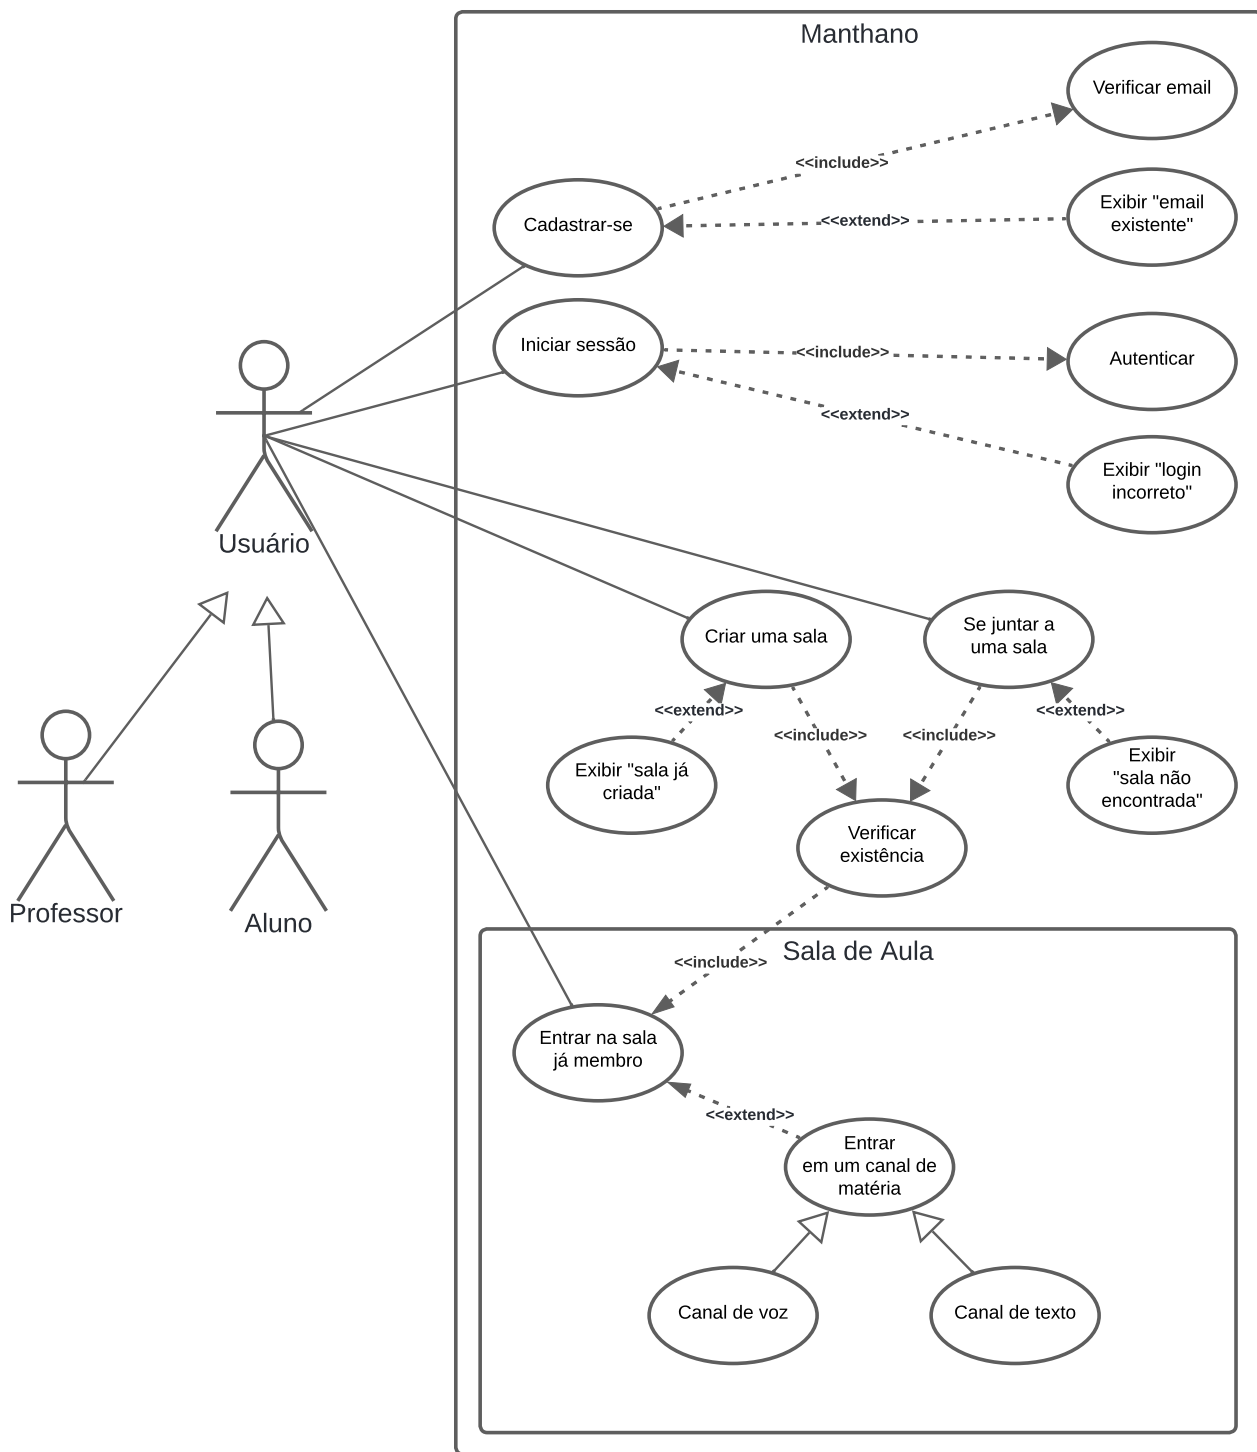 Manthano
Verificar email
<<include>>
Exibir "email
existente"
Cadastrar-se
<<extend>>
Iniciar sessão
<<include>>
Autenticar
<<extend>>
Exibir "login
incorreto"
Usuário
Criar uma sala
Se juntar a
uma sala
<<extend>>
<<include>>
<<include>>
<<extend>>
Exibir "sala já
criada"
Exibir
"sala não
encontrada"
Verificar
existência
Professor
Aluno
Sala de Aula
<<include>>
Entrar na sala
já membro
<<extend>>
Entrar
em um canal de
matéria
Canal de voz
Canal de texto